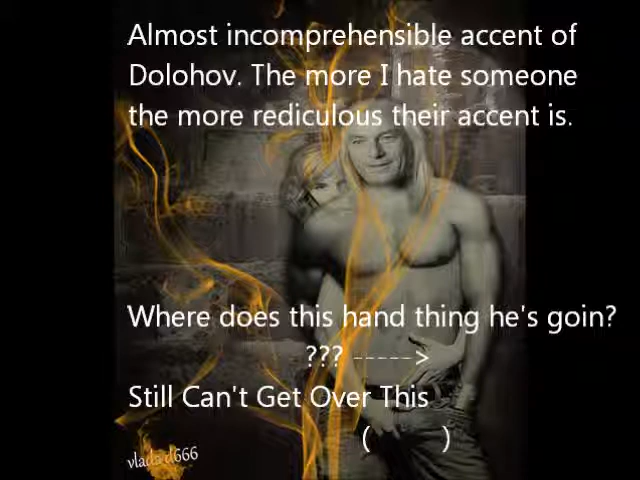 Almost incomprehensible accent of
Dolohov. The more I hate someone
the more rediculous their accent is.
Where does this hand thing he's goin?
??? ----->
Still Can't Get Over This
( )